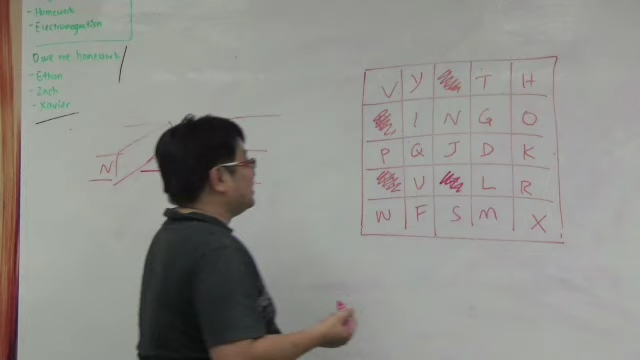 - Homework
- Electromagnetism
Owe me homework
- Ethan
- Zach
- Xavier
N
V Y T H
I N G O
P Q J D K
U L R
W F S M X